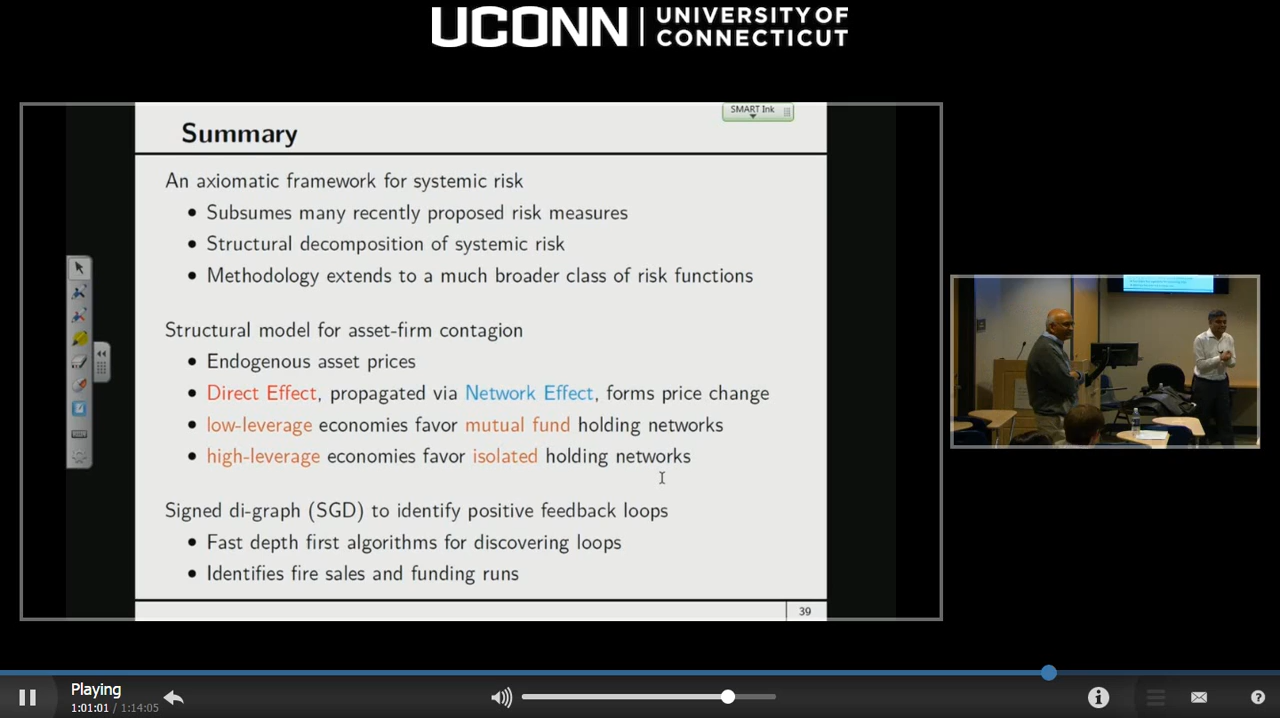 UCONN
UNIVERSITY OF
CONNECTICUT
SMART Ink
Summary
An axiomatic framework for systemic risk
• Subsumes many recently proposed risk measures
• Structural decomposition of systemic risk
• Methodology extends to a much broader class of risk functions
Structural model for asset-firm contagion
• Endogenous asset prices
• Direct Effect, propagated via Network Effect, forms price change
• low-leverage economies favor mutual fund holding networks
• high-leverage economies favor isolated holding networks
Signed di-graph (SGD) to identify positive feedback loops
• Fast depth first algorithms for discovering loops
• Identifies fire sales and funding runs
39
Playing
1:01:01 / 1:14:05